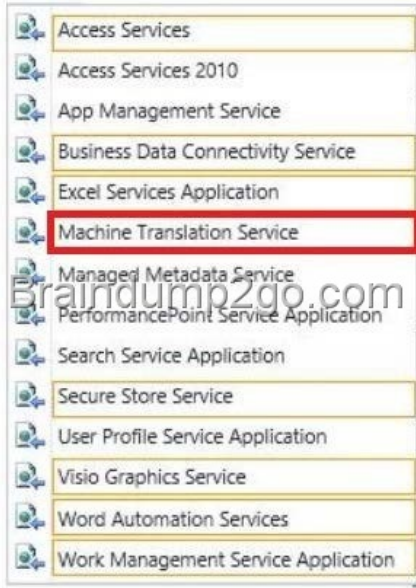 Access Services
Access Services 2010
App Management Service
Business Data Connectivity Service
Excel Services Application
Machine Translation Service
Managed Metadata Service
Braindump2go.com
PerformancePoint Service Application
Search Service Application
Secure Store Service
User Profile Service Application
Visio Graphics Service
Word Automation Services
Work Management Service Application